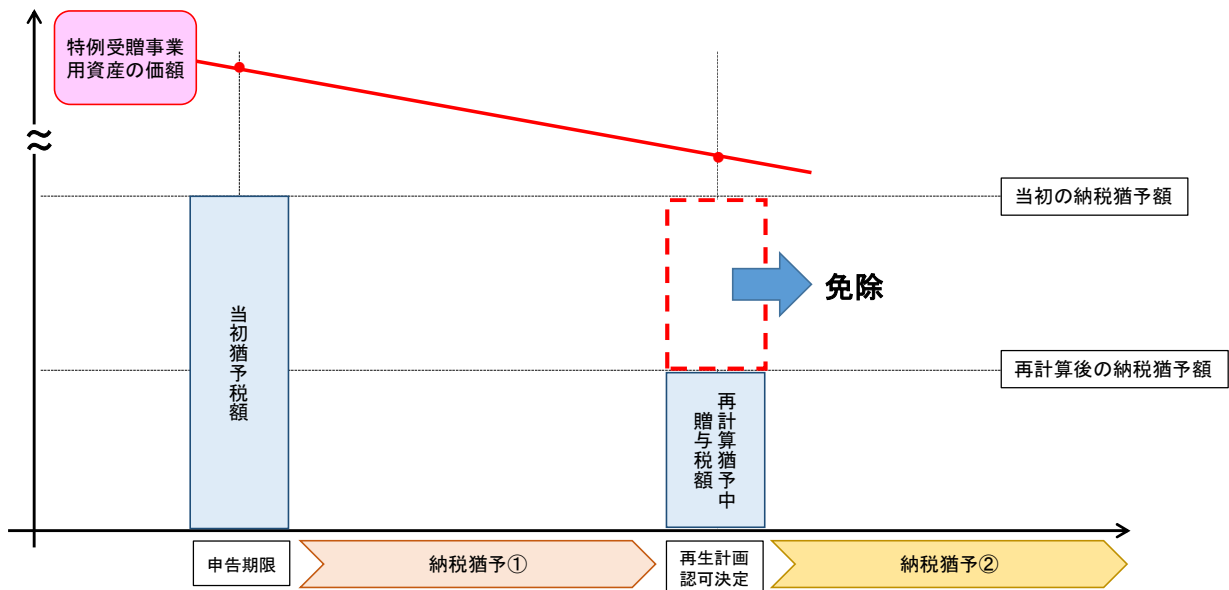 特例受贈事業
用資産の価額
≈
当初の納税猶予額
当初猶予税額
免除
再計算後の納税猶予額
再計算猶予中
贈与税額
申告期限
納税猶予①
再生計画
認可決定
納税猶予②